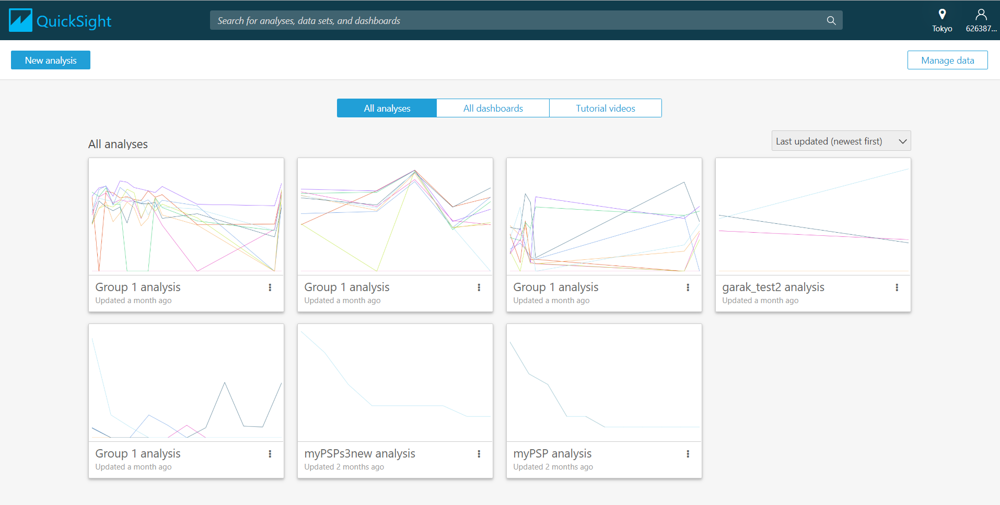 QuickSight
Search for analyses, data sets, and dashboards
Tokyo
626387...
New analysis
Manage data
All analyses
All dashboards
Tutorial videos
All analyses
Last updated (newest first)
Group 1 analysis
Updated a month ago
Group 1 analysis
Updated a month ago
Group 1 analysis
Updated a month ago
garak_test2 analysis
Updated a month ago
Group 1 analysis
Updated a month ago
myPSPs3new analysis
Updated 2 months ago
myPSP analysis
Updated 2 months ago